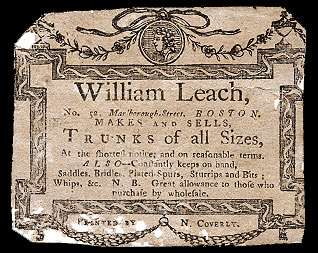 William Leach,
No. 52, Marlborough-Street, BOSTON,
MAKES AND SELLS,
TRUNKS of all Sizes,
At the shortest notice; and on reasonable terms.
ALSO—Constantly keeps on hand,
Saddles, Bridles, Plated-Spurs, Sturrips and Bits;
Whips, &c. N. B. Great allowance to those who
purchase by wholesale.
PRINTED BY N. COVERLY.